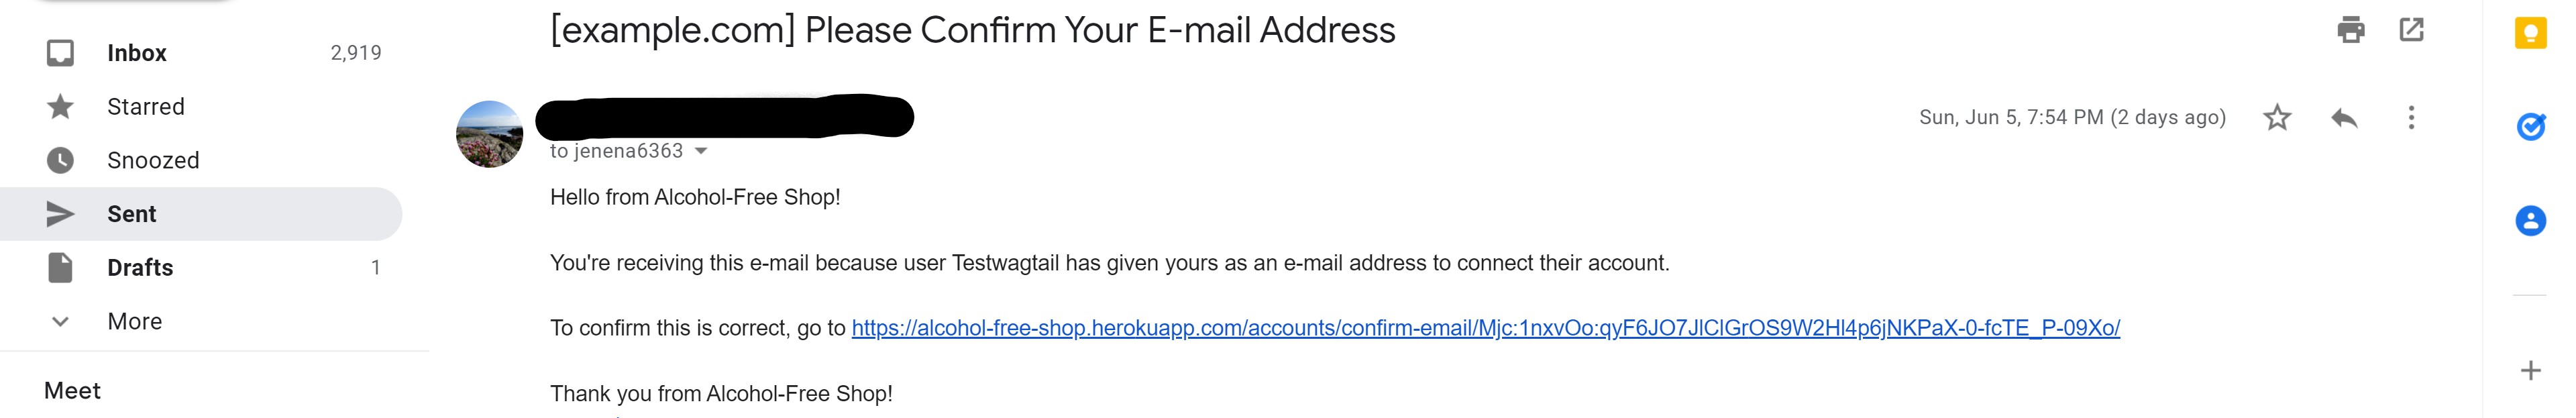 [example.com] Please Confirm Your E-mail Address
Inbox 2,919
Starred
Snoozed
Sent
Drafts 1
More
Meet
Sun, Jun 5, 7:54 PM (2 days ago)
to jenena6363
Hello from Alcohol-Free Shop!
You're receiving this e-mail because user Testwagtail has given yours as an e-mail address to connect their account.
To confirm this is correct, go to https://alcohol-free-shop.herokuapp.com/accounts/confirm-email/Mjc:1nxvOo:qyF6JO7JlClGrOS9W2Hl4p6jNKPaX-0-fcTE_P-09Xo/
Thank you from Alcohol-Free Shop!